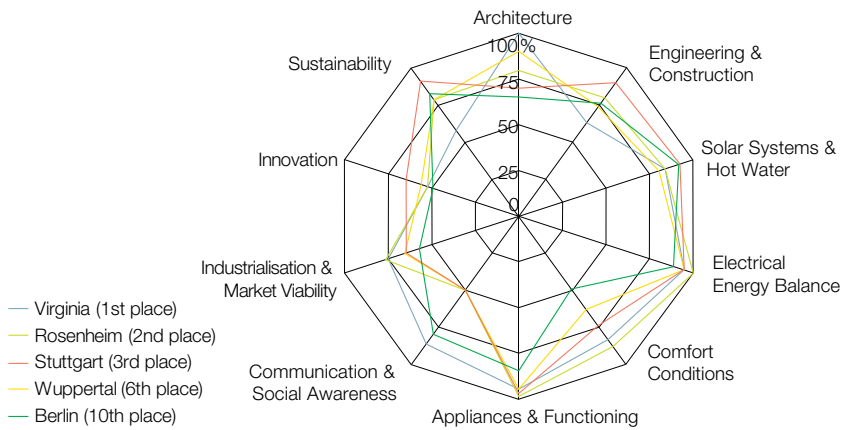 Architecture
Engineering &
Construction
Solar Systems &
Hot Water
Electrical
Energy Balance
Comfort
Conditions
Appliances & Functioning
Communication &
Social Awareness
Industrialisation &
Market Viability
Innovation
Sustainability
100%
75
50
25
0
Virginia (1st place)
Rosenheim (2nd place)
Stuttgart (3rd place)
Wuppertal (6th place)
Berlin (10th place)